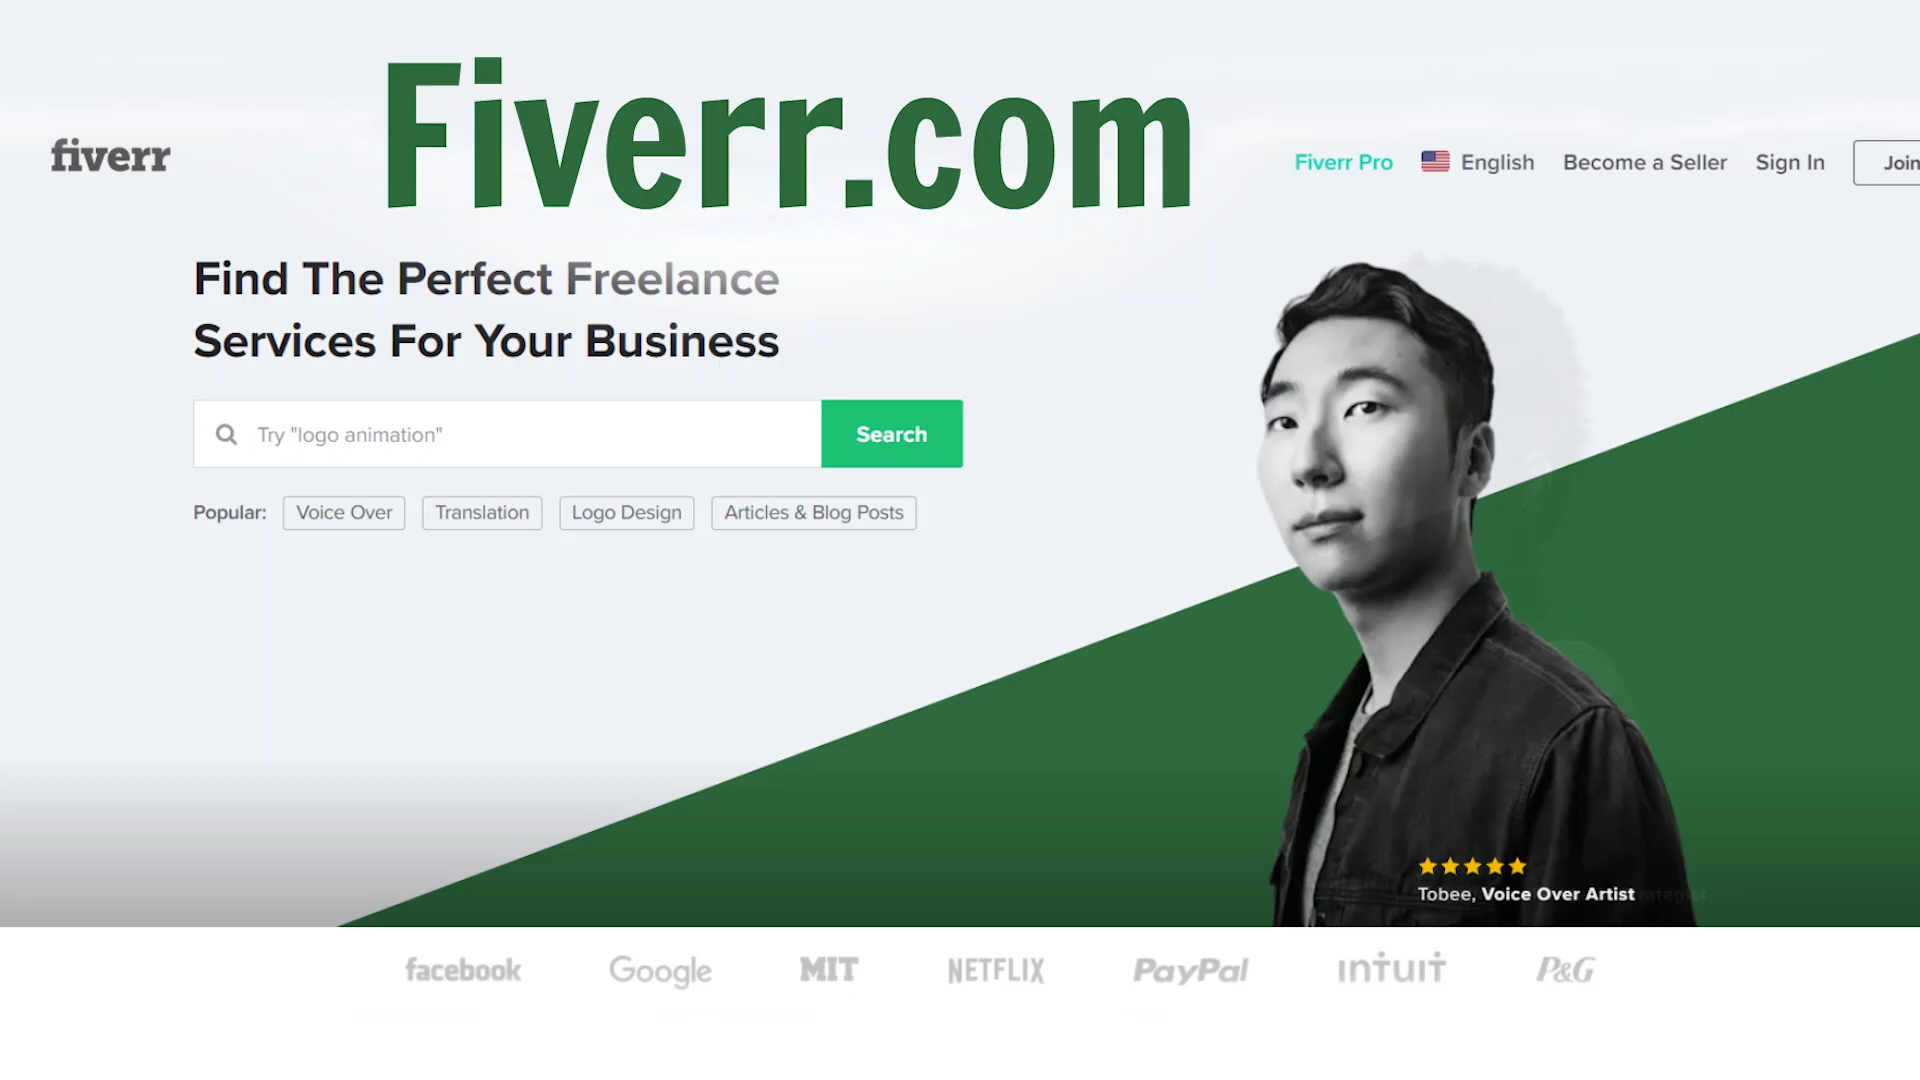 Fiverr.com
fiverr
Fiverr Pro
English
Become a Seller
Sign In
Join
Find The Perfect Freelance
Services For Your Business
Try "logo animation"
Search
Popular:
Voice Over
Translation
Logo Design
Articles & Blog Posts
Tobee, Voice Over Artist
facebook
Google
MIT
NETFLIX
PayPal
intuit
P&G